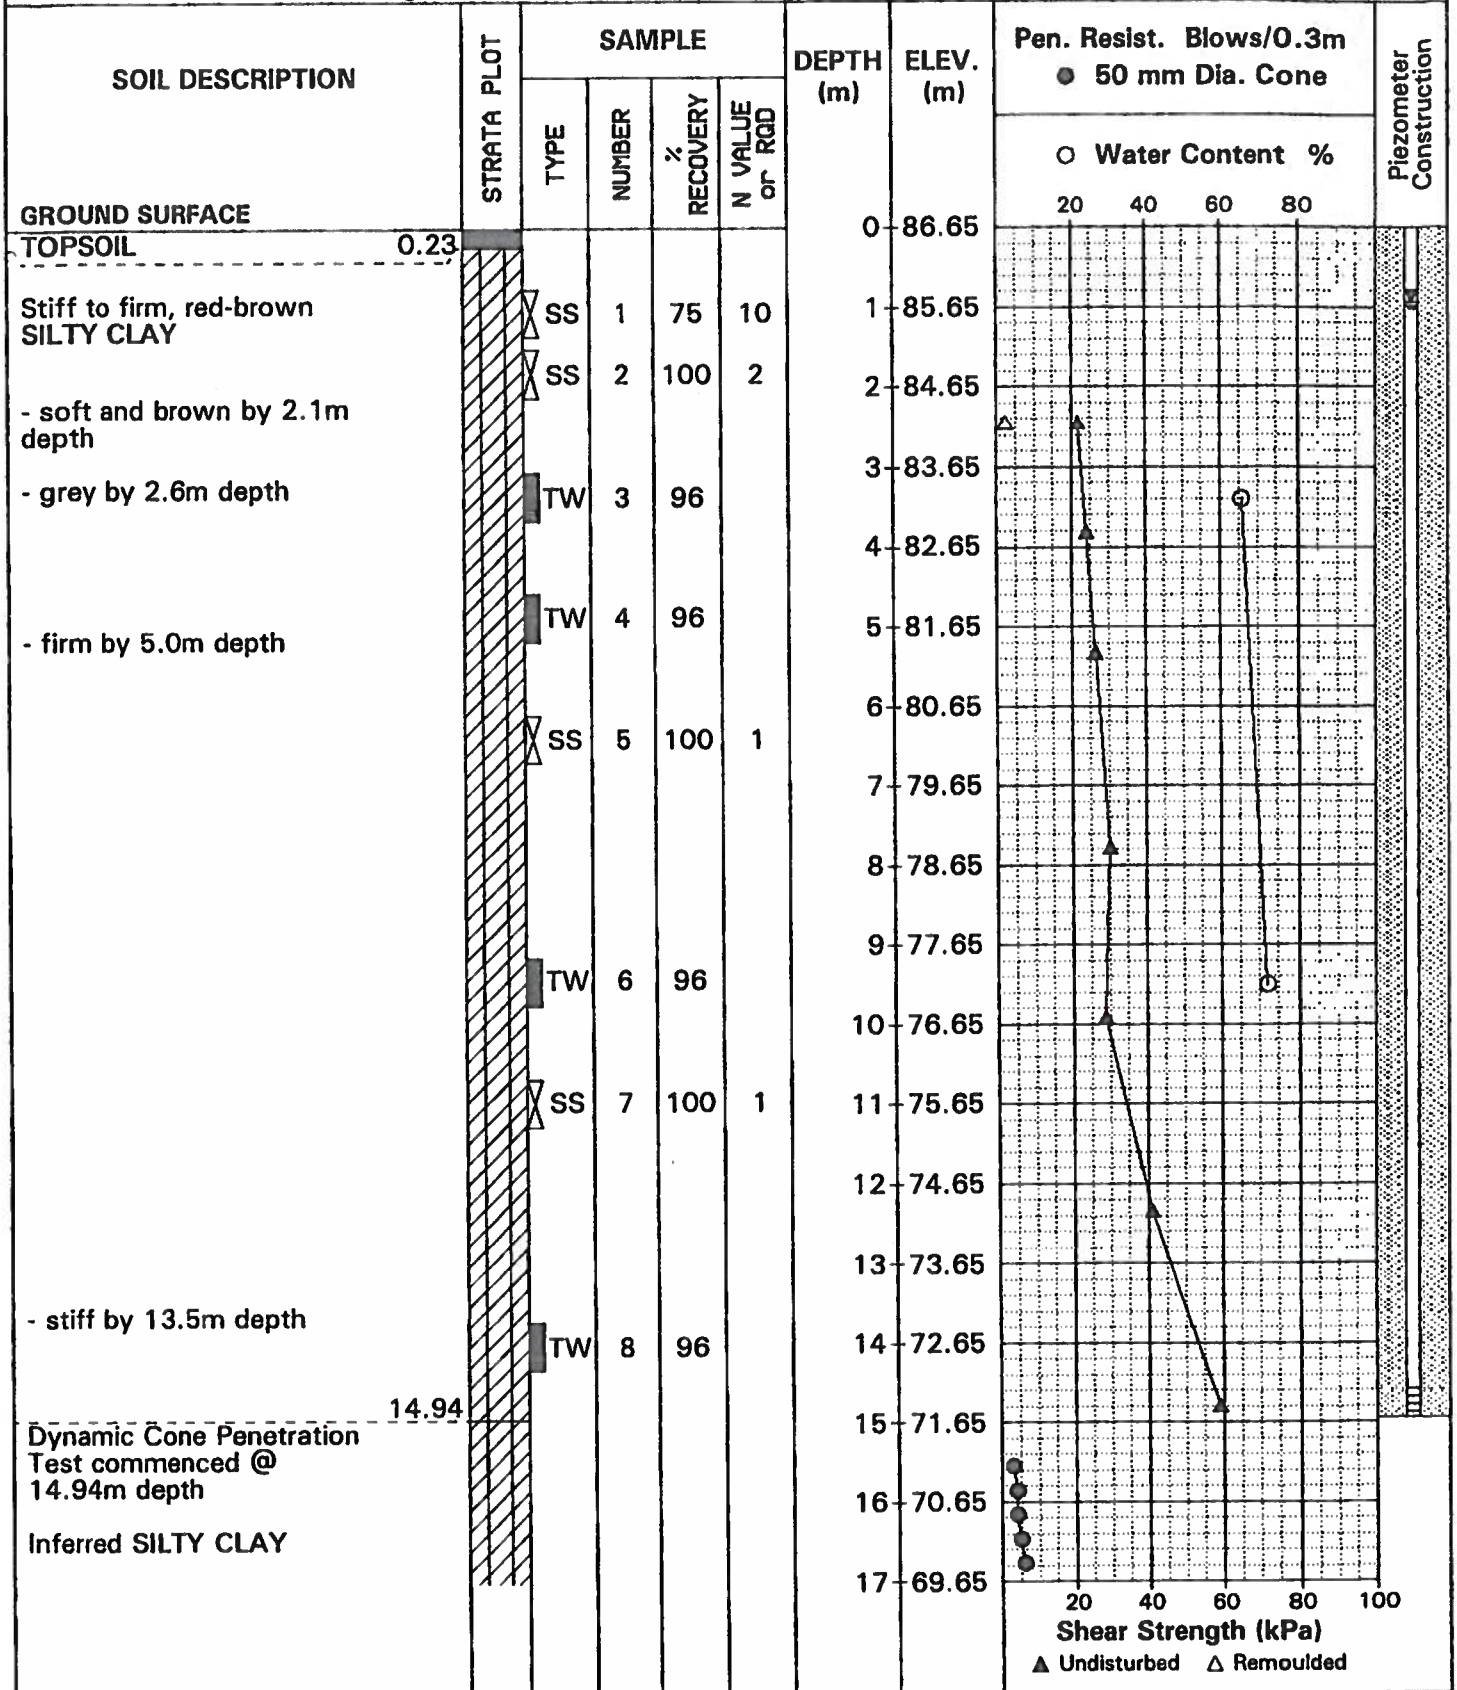 SOIL DESCRIPTION
GROUND SURFACE
STRATA PLOT
SAMPLE
TYPE
NUMBER
% RECOVERY
N VALUE or RQD
DEPTH (m)
ELEV. (m)
Pen. Resist. Blows/0.3m
50 mm Dia. Cone
Water Content %
20 40 60 80
Piezometer Construction
TOPSOIL 0.23
0 86.65
Stiff to firm, red-brown
SILTY CLAY
SS 1 75 10
1 85.65
SS 2 100 2
2 84.65
- soft and brown by 2.1m
depth
3 83.65
- grey by 2.6m depth
TW 3 96
4 82.65
TW 4 96
5 81.65
- firm by 5.0m depth
6 80.65
SS 5 100 1
7 79.65
8 78.65
9 77.65
TW 6 96
10 76.65
SS 7 100 1
11 75.65
12 74.65
13 73.65
- stiff by 13.5m depth
TW 8 96
14 72.65
14.94
15 71.65
Dynamic Cone Penetration
Test commenced @
14.94m depth
16 70.65
Inferred SILTY CLAY
17 69.65
20 40 60 80 100
Shear Strength (kPa)
Undisturbed Remoulded